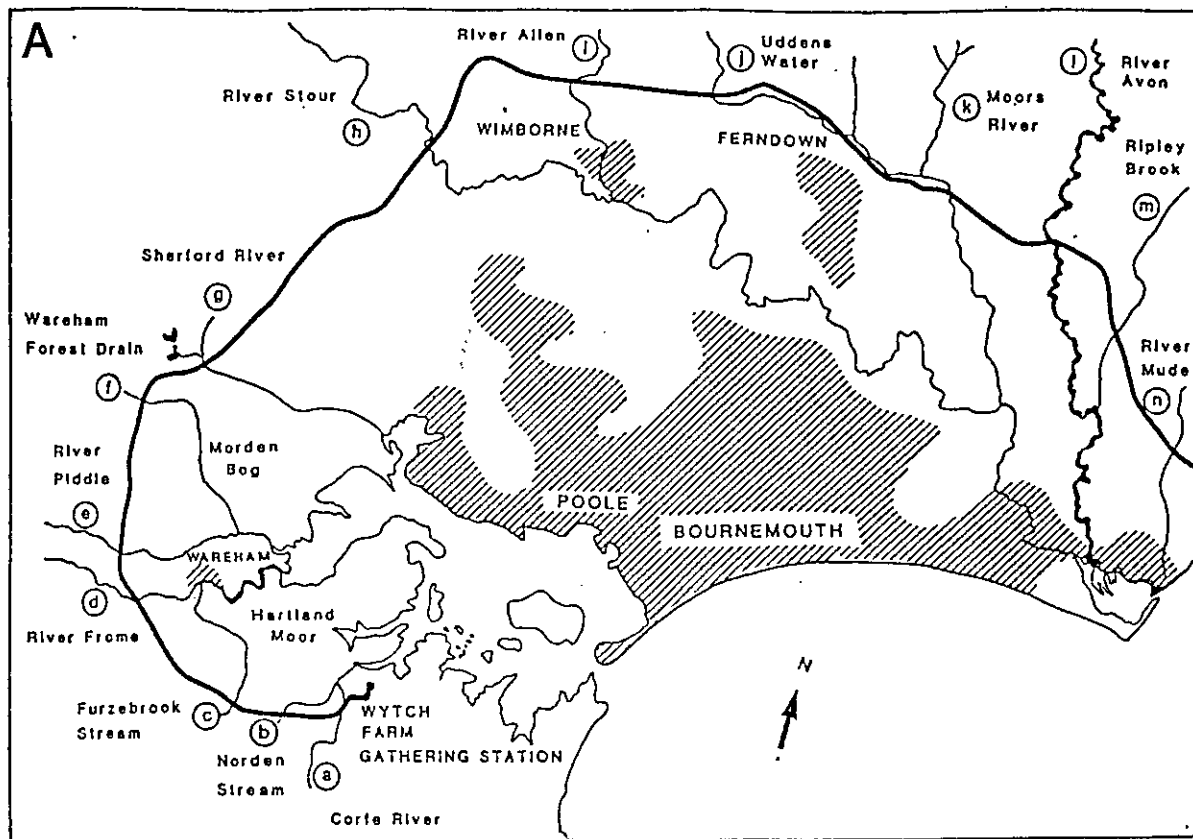 A
River Allen
i
j
Uddens
Water
l
River
Avon
River Stour
h
WIMBORNE
FERNDOWN
k
Moors
River
Ripley
Brook
m
Sherford River
g
Wareham
Forest Drain
f
River
Mude
n
River
Piddle
Morden
Bog
e
WAREHAM
POOLE
BOURNEMOUTH
d
River Frome
Hartland
Moor
N
Furzebrook
Stream
c
b
Norden
Stream
a
WYTCH
FARM
GATHERING STATION
Corfe River